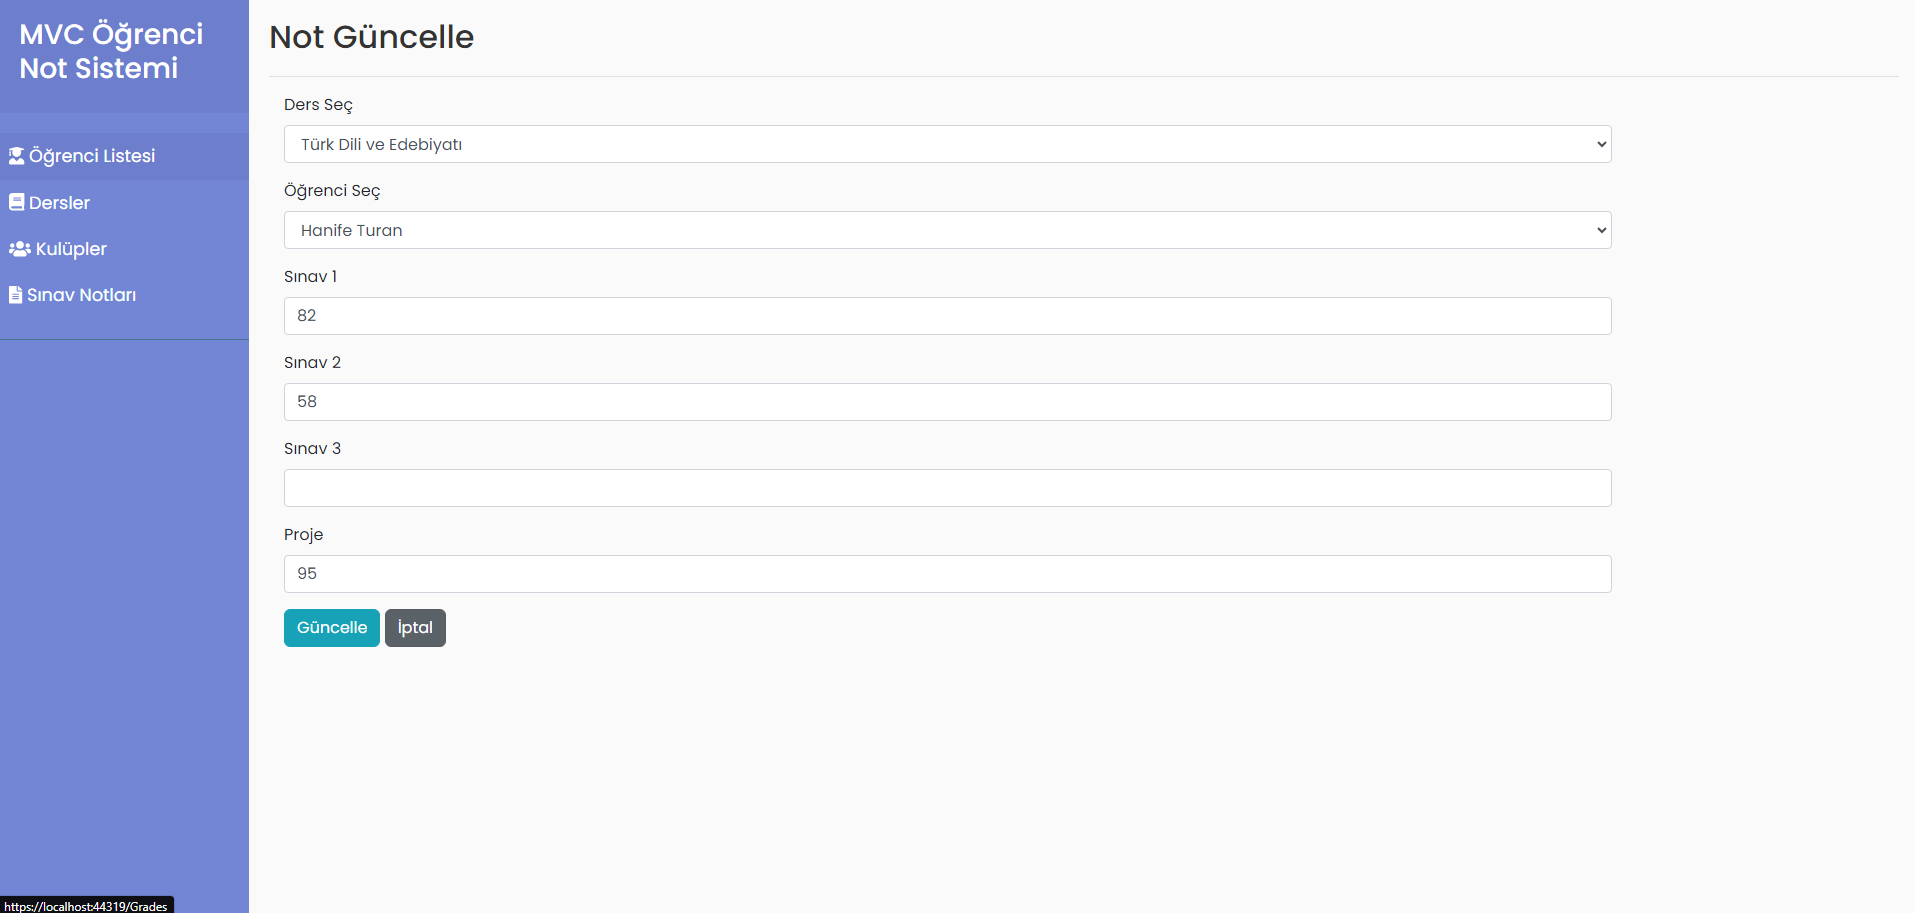 MVC Öğrenci
Not Sistemi
Öğrenci Listesi
Dersler
Kulüpler
Sınav Notları
Not Güncelle
Ders Seç
Türk Dili ve Edebiyatı
Öğrenci Seç
Hanife Turan
Sınav 1
82
Sınav 2
58
Sınav 3
Proje
95
Güncelle İptal
https://localhost:44319/Grades